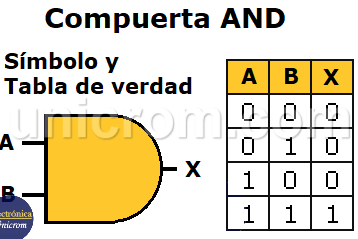 Compuerta AND
Símbolo y
Tabla de verdad
A B X
0 0 0
0 1 0
1 0 0
1 1 1
A
B
X
unicrom.com
Unicrom